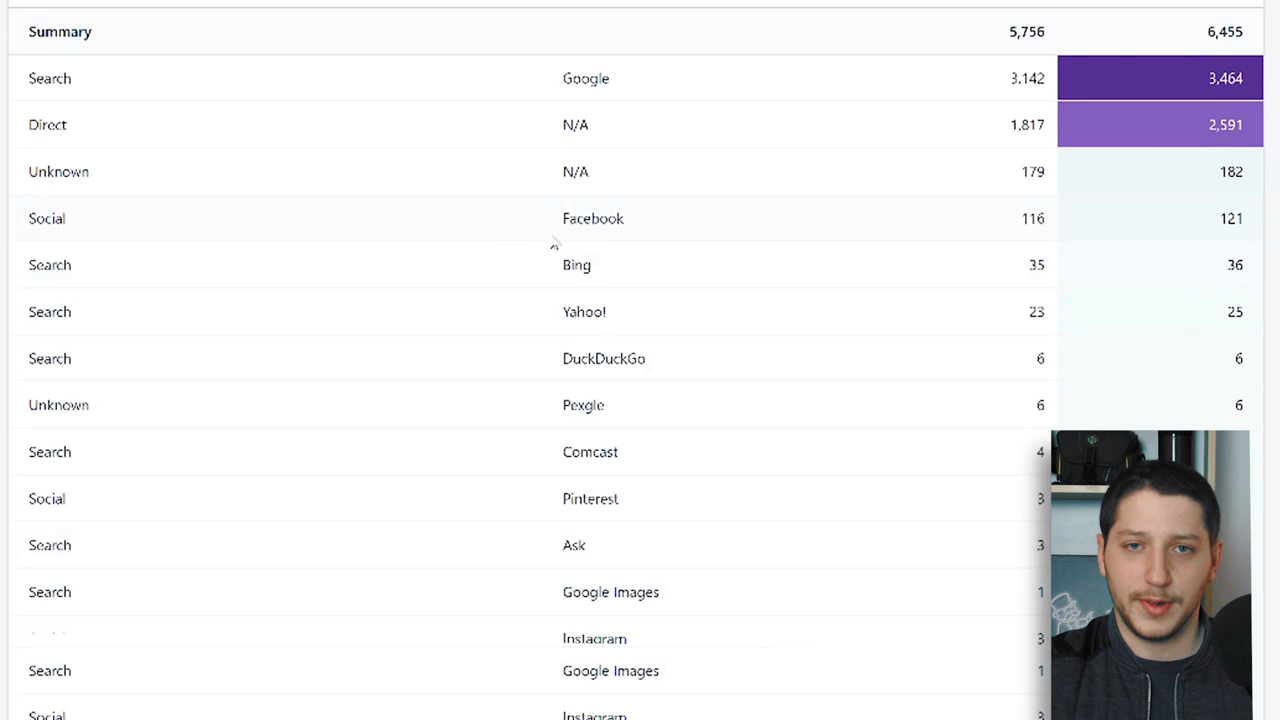 Summary 5,756 6,455
Search Google 3,142 3,464
Direct N/A 1,817 2,591
Unknown N/A 179 182
Social Facebook 116 121
Search Bing 35 36
Search Yahoo! 23 25
Search DuckDuckGo 6 6
Unknown Pexgle 6 6
Search Comcast 4
Social Pinterest 3
Search Ask 3
Search Google Images 1
Instagram 3
Search Google Images 1
Social Instagram 3